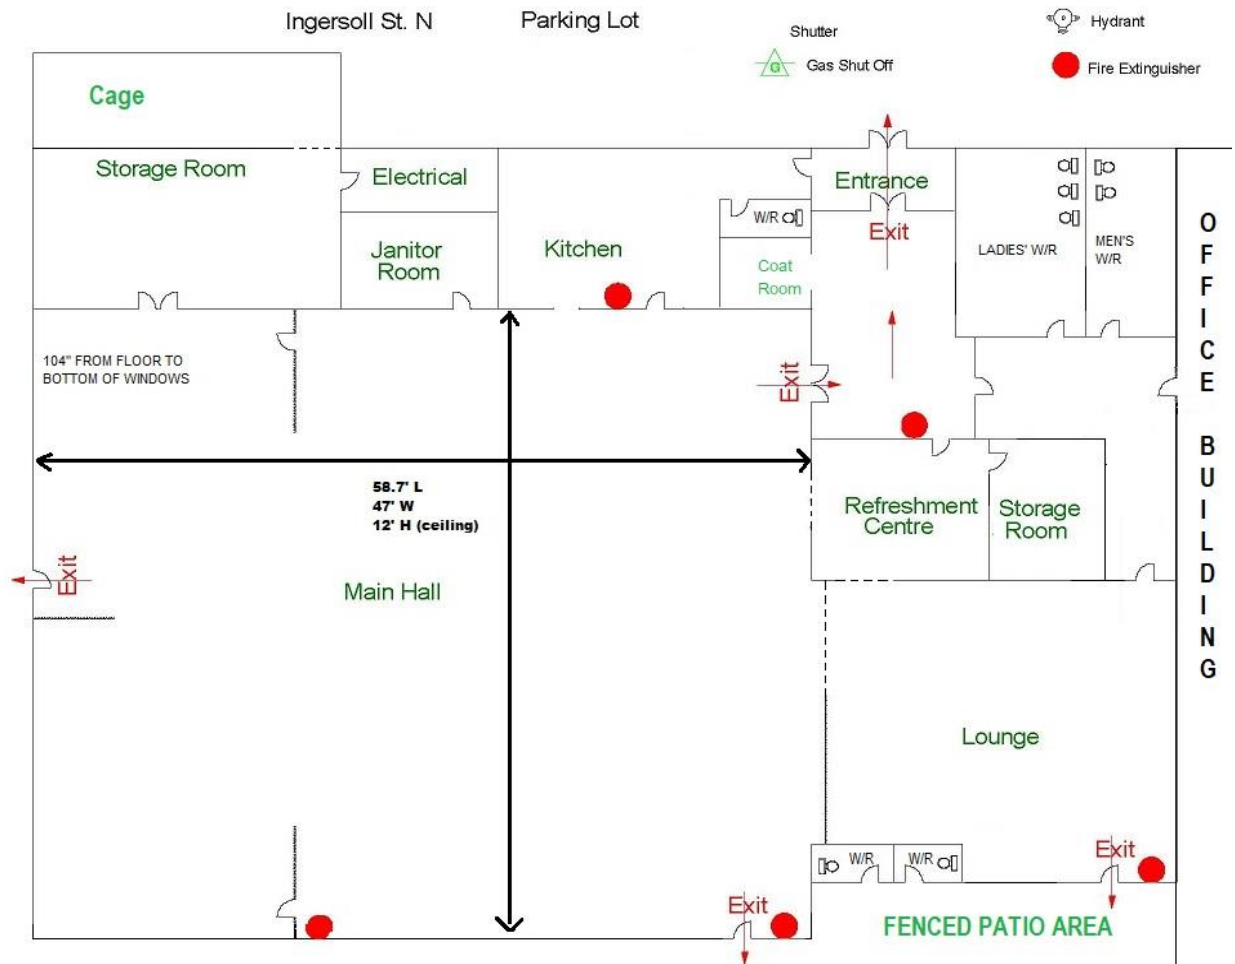 Ingersoll St. N
Parking Lot
Shutter
G
Gas Shut Off
Hydrant
Fire Extinguisher
Cage
Storage Room
Electrical
Janitor
Room
Kitchen
W/R
Coat
Room
Entrance
Exit
LADIES' W/R
MEN'S
W/R
OFFICE BUILDING
104" FROM FLOOR TO
BOTTOM OF WINDOWS
Exit
58.7' L
47' W
12' H (ceiling)
Refreshment
Centre
Storage
Room
Exit
Main Hall
Lounge
W/R
W/R
Exit
Exit
FENCED PATIO AREA